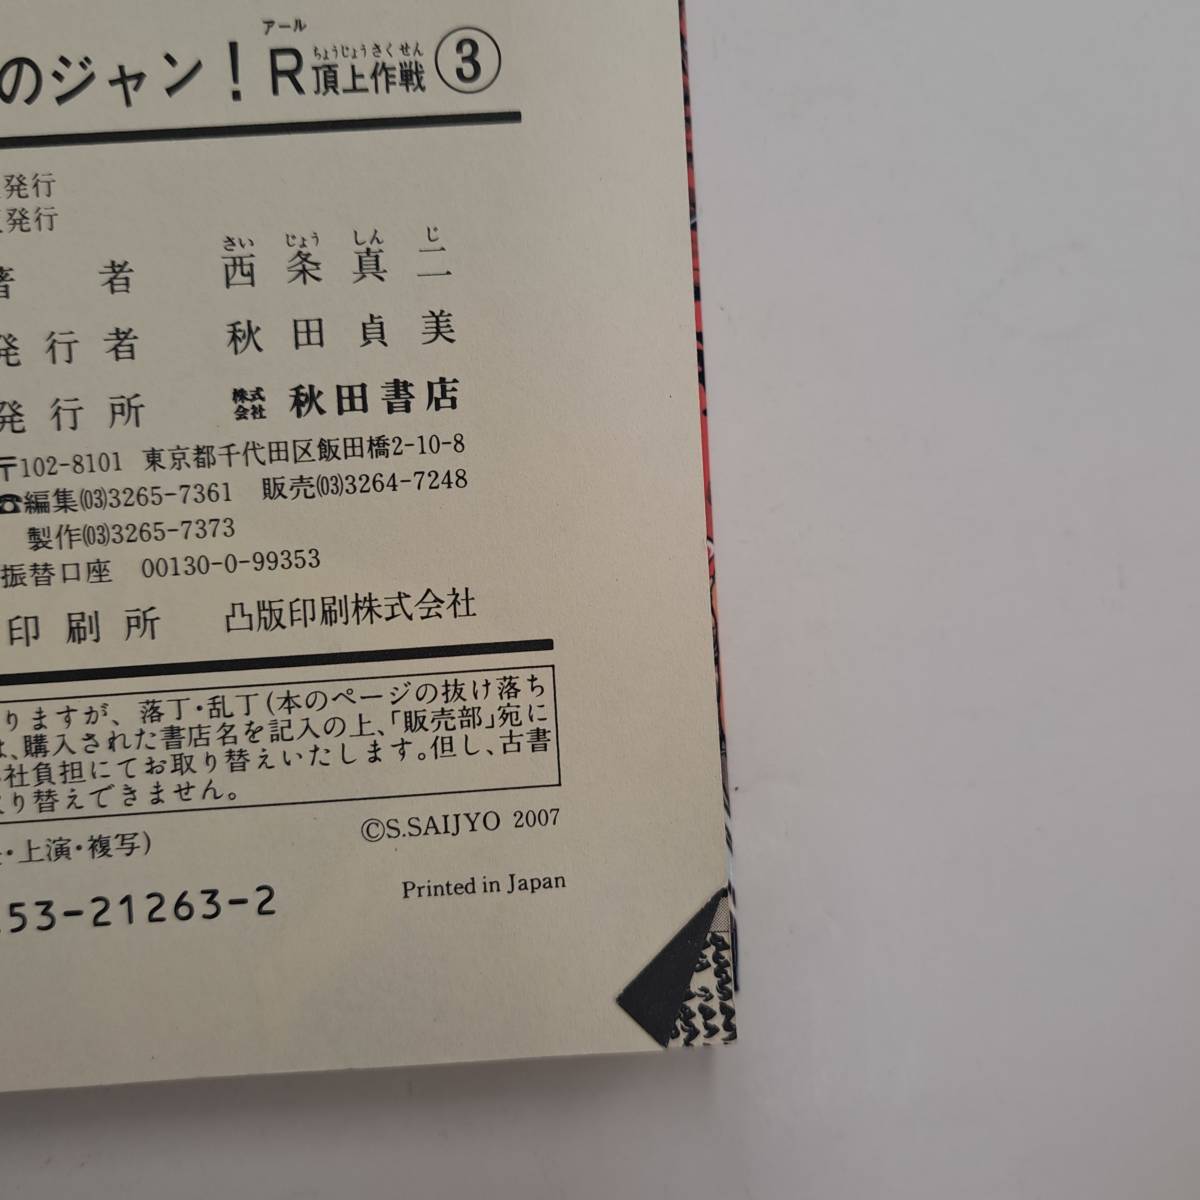 のジャン！R 頂上作戦 ③
アール ちょうじょうさくせん
発行
発行
著者 西条真二
さい じょう しん じ
発行者 秋田貞美
発行所 株式会社 秋田書店
〒102-8101 東京都千代田区飯田橋2-10-8
☎編集(03)3265-7361 販売(03)3264-7248
製作(03)3265-7373
振替口座 00130-0-99353
印刷所 凸版印刷株式会社
りますが、落丁・乱丁(本のページの抜け落ち
は、購入された書店名を記入の上、「販売部」宛に
社負担にてお取り替えいたします。但し、古書
り替えできません。
・上演・複写)
©S.SAIJYO 2007
53-21263-2
Printed in Japan